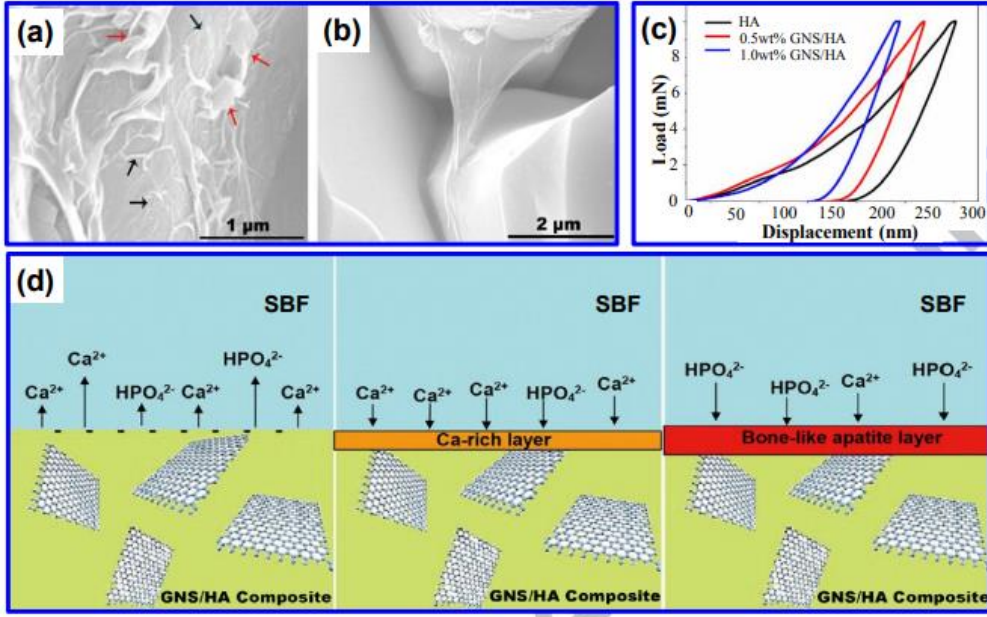 (a)
1 µm
(b)
2 µm
(c)
HA
0.5wt% GNS/HA
1.0wt% GNS/HA
Load (mN)
8
4
2
0
0 50 100 150 200 250 300
Displacement (nm)
(d)
SBF
Ca²⁺
HPO₄²⁻
Ca²⁺
HPO₄²⁻
Ca²⁺
Ca²⁺
GNS/HA Composite
SBF
Ca²⁺
Ca²⁺
Ca²⁺
HPO₄²⁻
Ca²⁺
Ca-rich layer
GNS/HA Composite
SBF
HPO₄²⁻
HPO₄²⁻
Ca²⁺
HPO₄²⁻
Bone-like apatite layer
GNS/HA Composite